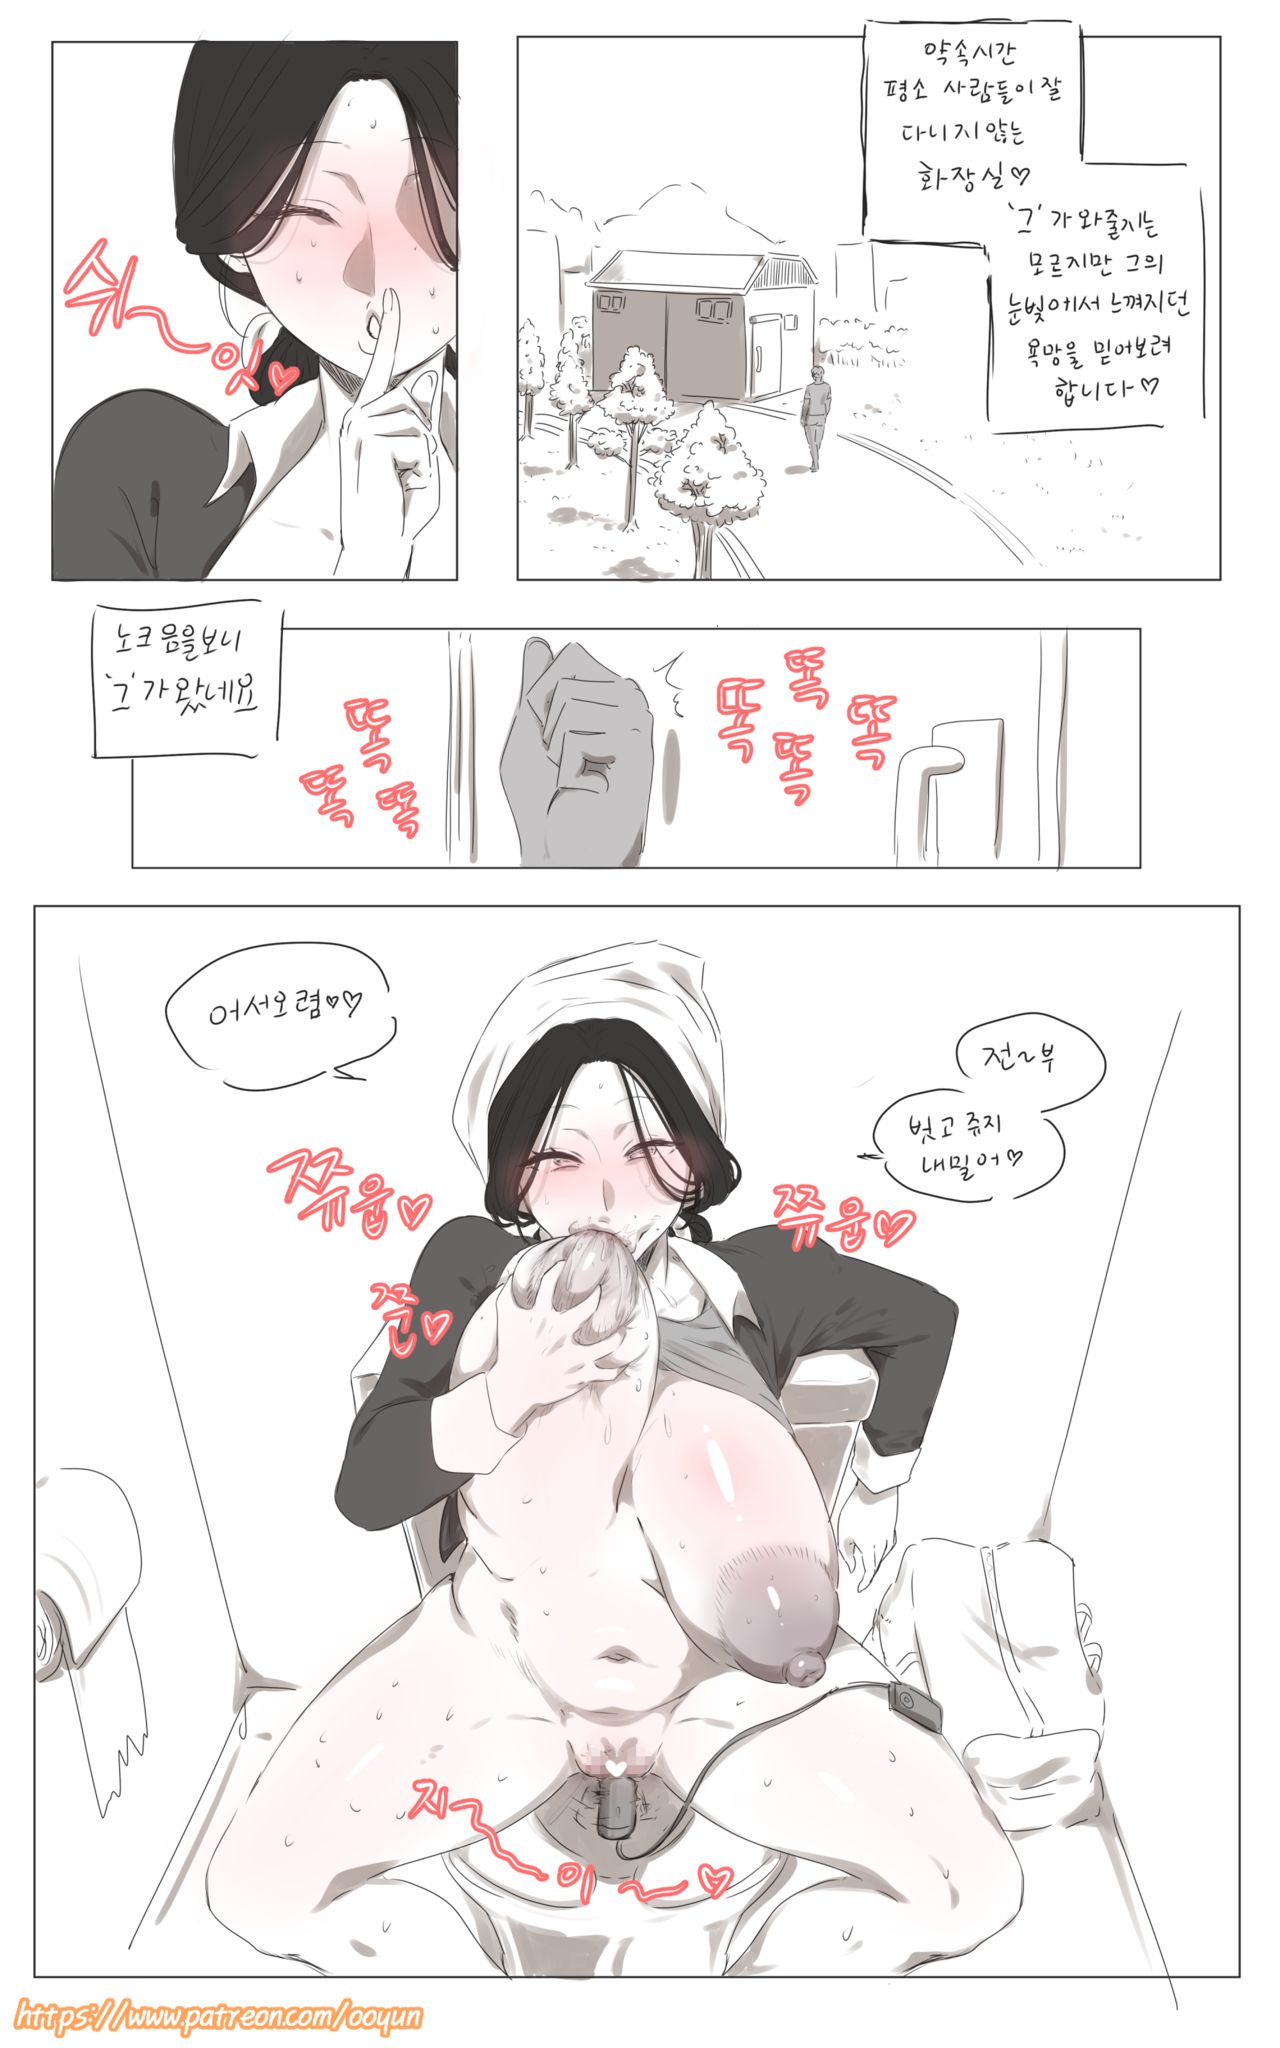 쉬~잇♡
약속시간
평소 사람들이 잘
다니지 않는
화장실♡
'그'가 와줄지는
모르지만 그의
눈빛에서 느껴지던
욕망을 믿어보려
합니다♡
노크 음을 보니
'그'가 왔네요
똑
똑
똑
똑
똑
똑
똑
어서오렴♥♡
전~부
벗고 쥬지
내밀어♡
쮸윱♡
쮸윤♡
쯘♡
지~이~♡
https://www.patreon.com/ooyun